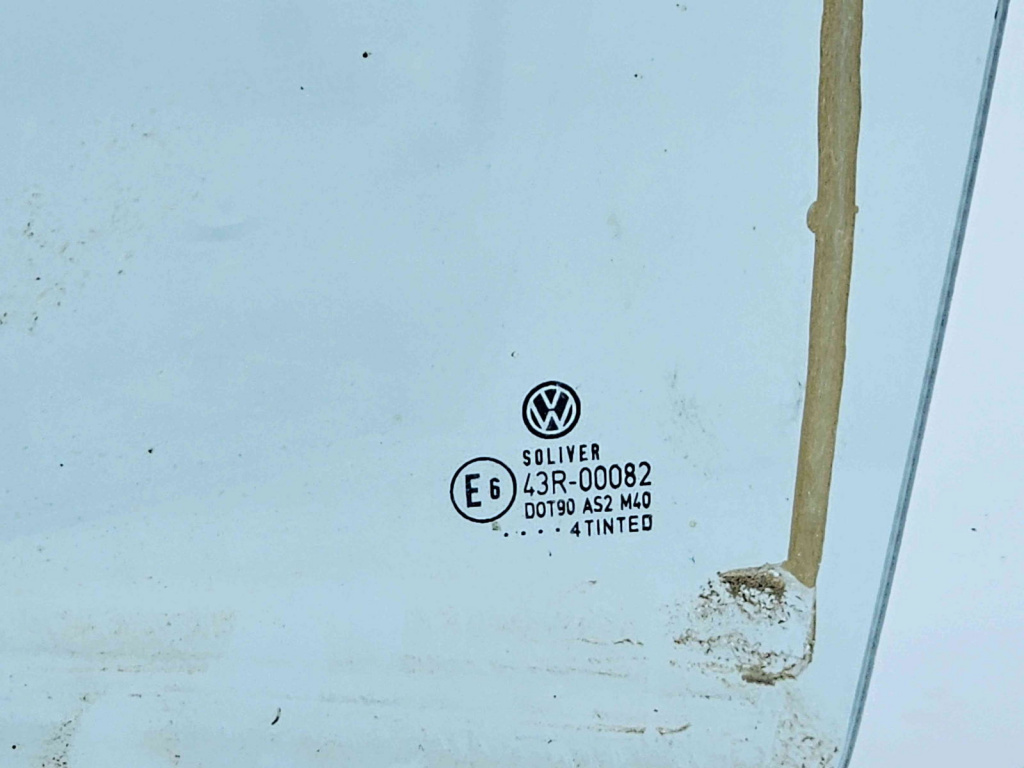 SOLIVER
E6 43R-00082
DOT90 AS2 M40
.... 4TINTED